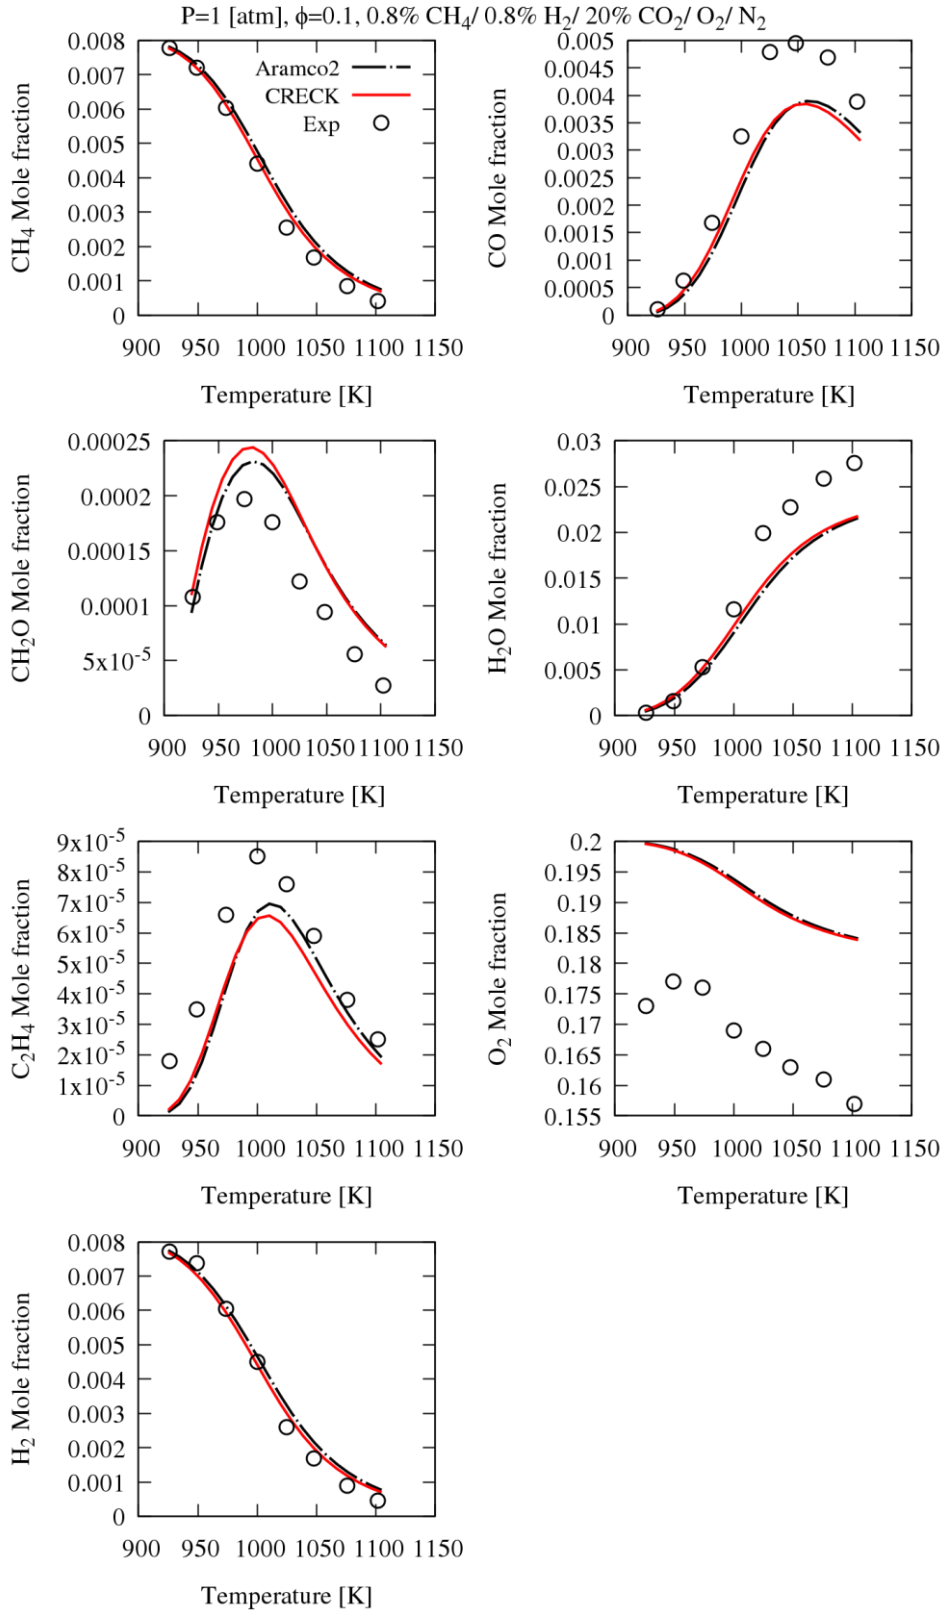 P=1 [atm], ϕ=0.1, 0.8% CH₄/ 0.8% H₂/ 20% CO₂/ O₂/ N₂
CH₄ Mole fraction
0.008
0.007
0.006
0.005
0.004
0.003
0.002
0.001
0
Aramco2
CRECK
Exp
900 950 1000 1050 1100 1150
Temperature [K]
CO Mole fraction
0.005
0.0045
0.004
0.0035
0.003
0.0025
0.002
0.0015
0.001
0.0005
0
900 950 1000 1050 1100 1150
Temperature [K]
CH₂O Mole fraction
0.00025
0.0002
0.00015
0.0001
5x10⁻⁵
0
900 950 1000 1050 1100 1150
Temperature [K]
H₂O Mole fraction
0.03
0.025
0.02
0.015
0.01
0.005
0
900 950 1000 1050 1100 1150
Temperature [K]
C₂H₄ Mole fraction
9x10⁻⁵
8x10⁻⁵
7x10⁻⁵
6x10⁻⁵
5x10⁻⁵
4x10⁻⁵
3x10⁻⁵
2x10⁻⁵
1x10⁻⁵
0
900 950 1000 1050 1100 1150
Temperature [K]
O₂ Mole fraction
0.2
0.195
0.19
0.185
0.18
0.175
0.17
0.165
0.16
0.155
900 950 1000 1050 1100 1150
Temperature [K]
H₂ Mole fraction
0.008
0.007
0.006
0.005
0.004
0.003
0.002
0.001
0
900 950 1000 1050 1100 1150
Temperature [K]